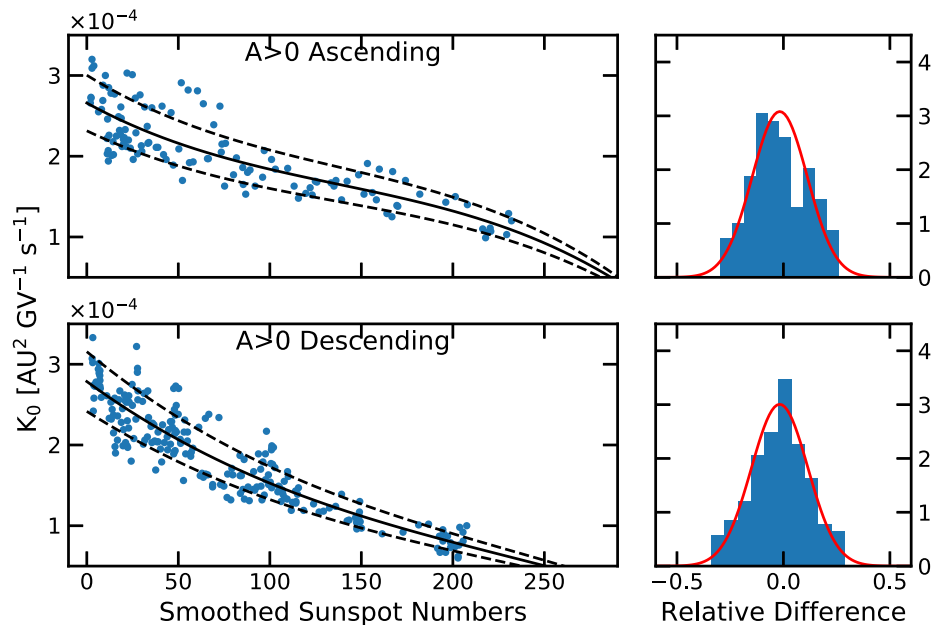 ×10⁻⁴
A>0 Ascending
3
2
1
4
3
2
1
0
K₀ [AU² GV⁻¹ s⁻¹]
×10⁻⁴
A>0 Descending
3
2
1
4
3
2
1
0
0 50 100 150 200 250
−0.5 0.0 0.5
Smoothed Sunspot Numbers
Relative Difference